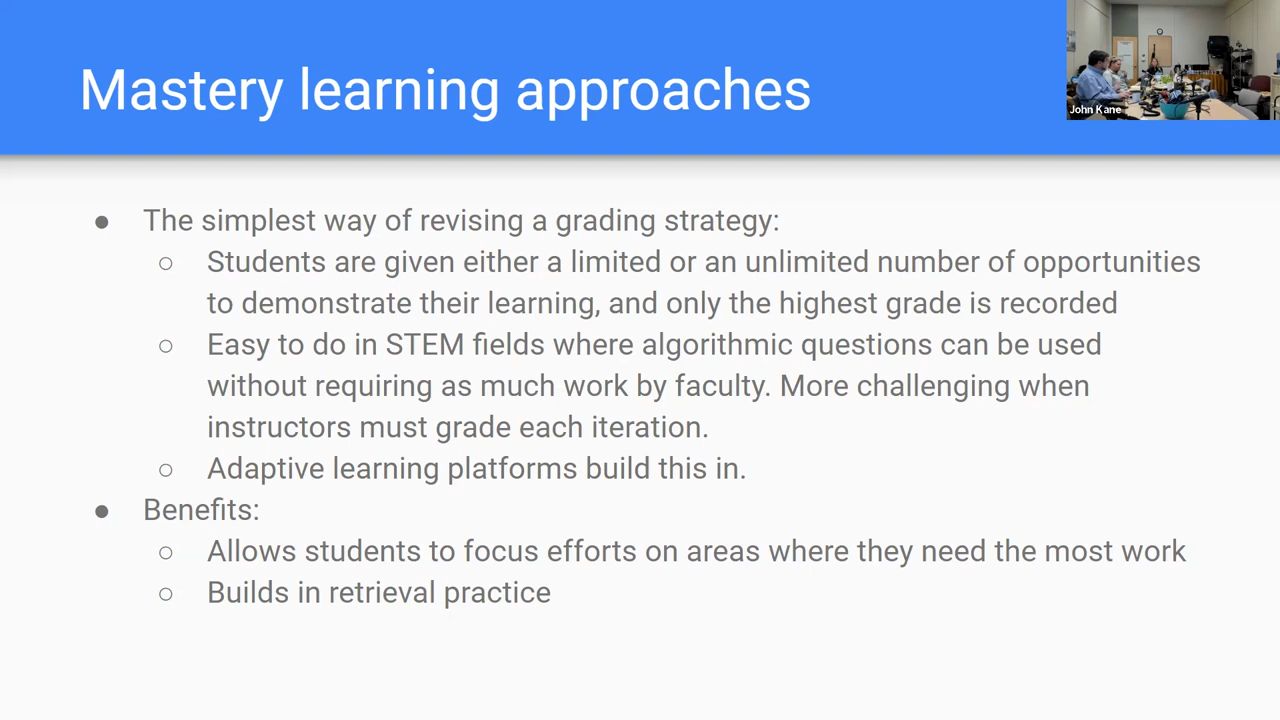 Mastery learning approaches
John Kane
● The simplest way of revising a grading strategy:
○ Students are given either a limited or an unlimited number of opportunities
to demonstrate their learning, and only the highest grade is recorded
○ Easy to do in STEM fields where algorithmic questions can be used
without requiring as much work by faculty. More challenging when
instructors must grade each iteration.
○ Adaptive learning platforms build this in.
● Benefits:
○ Allows students to focus efforts on areas where they need the most work
○ Builds in retrieval practice